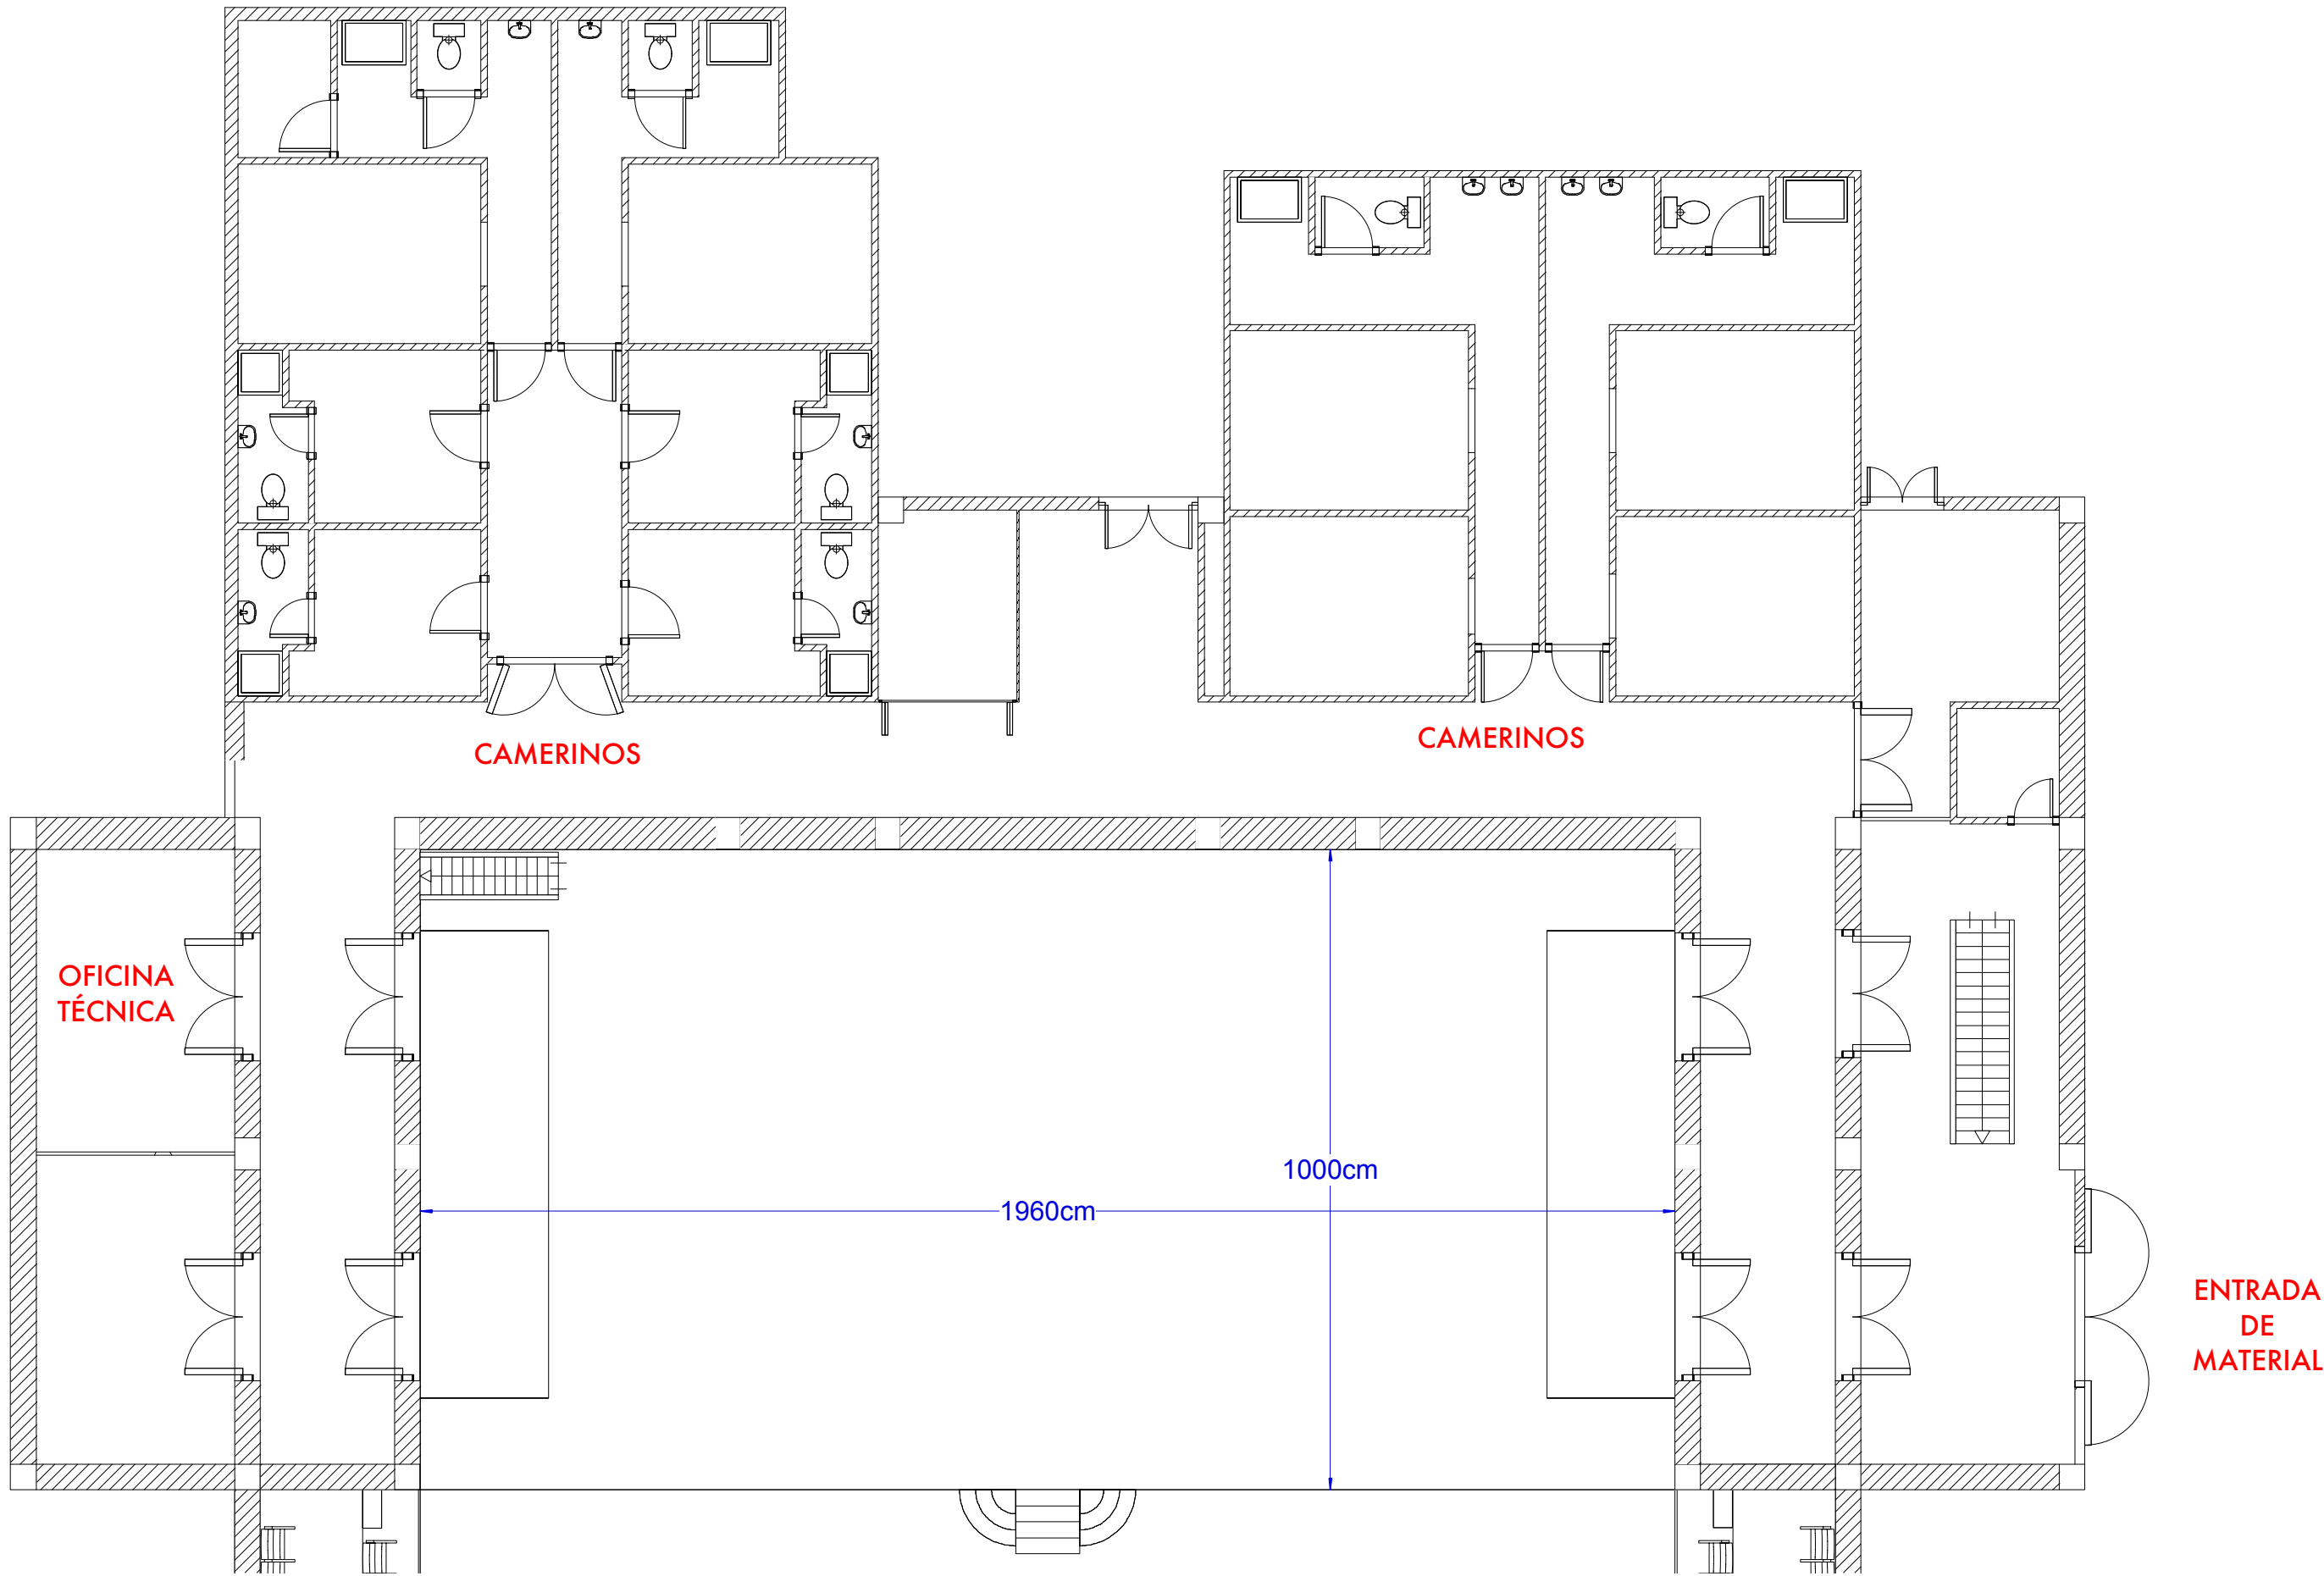 CAMERINOS
CAMERINOS
OFICINA
TÉCNICA
1000cm
1960cm
ENTRADA
DE
MATERIAL